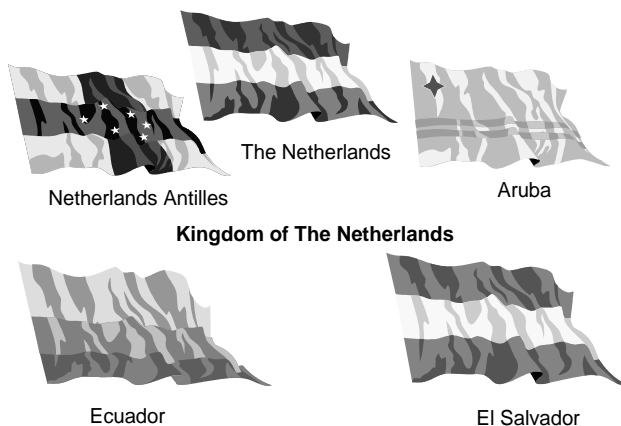 The Netherlands
Netherlands Antilles
Aruba
Kingdom of The Netherlands
Ecuador
El Salvador